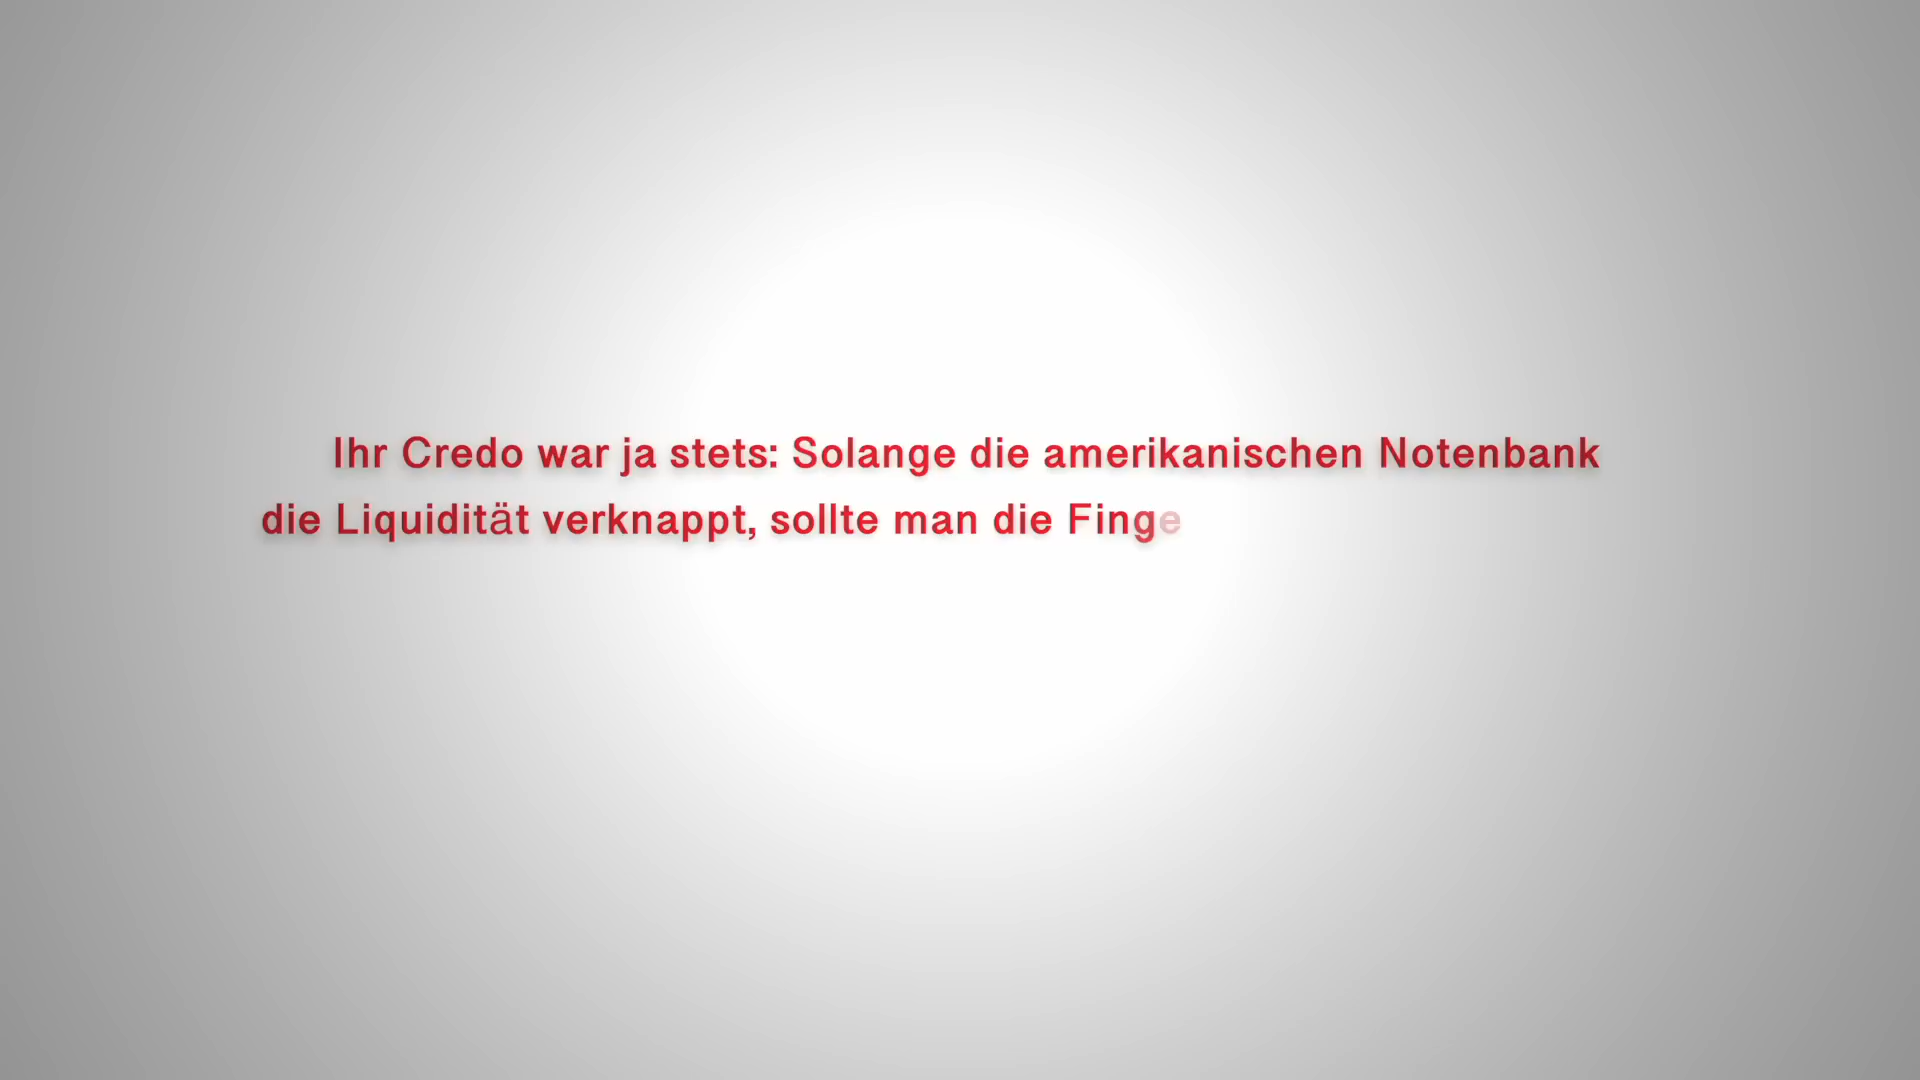 Ihr Credo war ja stets: Solange die amerikanischen Notenbank
die Liquidität verknappt, sollte man die Finge